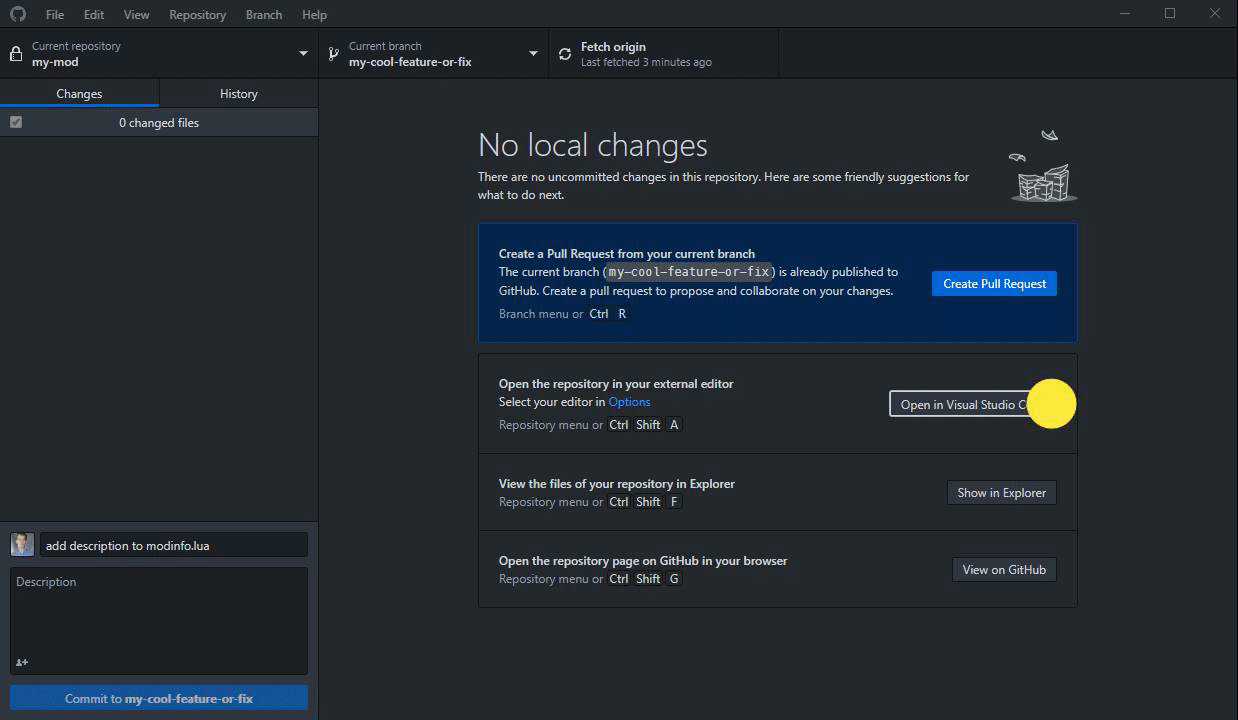 File Edit View Repository Branch Help
Current repository
my-mod
Current branch
my-cool-feature-or-fix
Fetch origin
Last fetched 3 minutes ago
Changes
History
0 changed files
No local changes
There are no uncommitted changes in this repository. Here are some friendly suggestions for
what to do next.
Create a Pull Request from your current branch
The current branch (my-cool-feature-or-fix) is already published to
GitHub. Create a pull request to propose and collaborate on your changes.
Branch menu or Ctrl R
Create Pull Request
Open the repository in your external editor
Select your editor in Options
Repository menu or Ctrl Shift A
Open in Visual Studio
View the files of your repository in Explorer
Repository menu or Ctrl Shift F
Show in Explorer
Open the repository page on GitHub in your browser
Repository menu or Ctrl Shift G
View on GitHub
add description to modinfo.lua
Description
Commit to my-cool-feature-or-fix